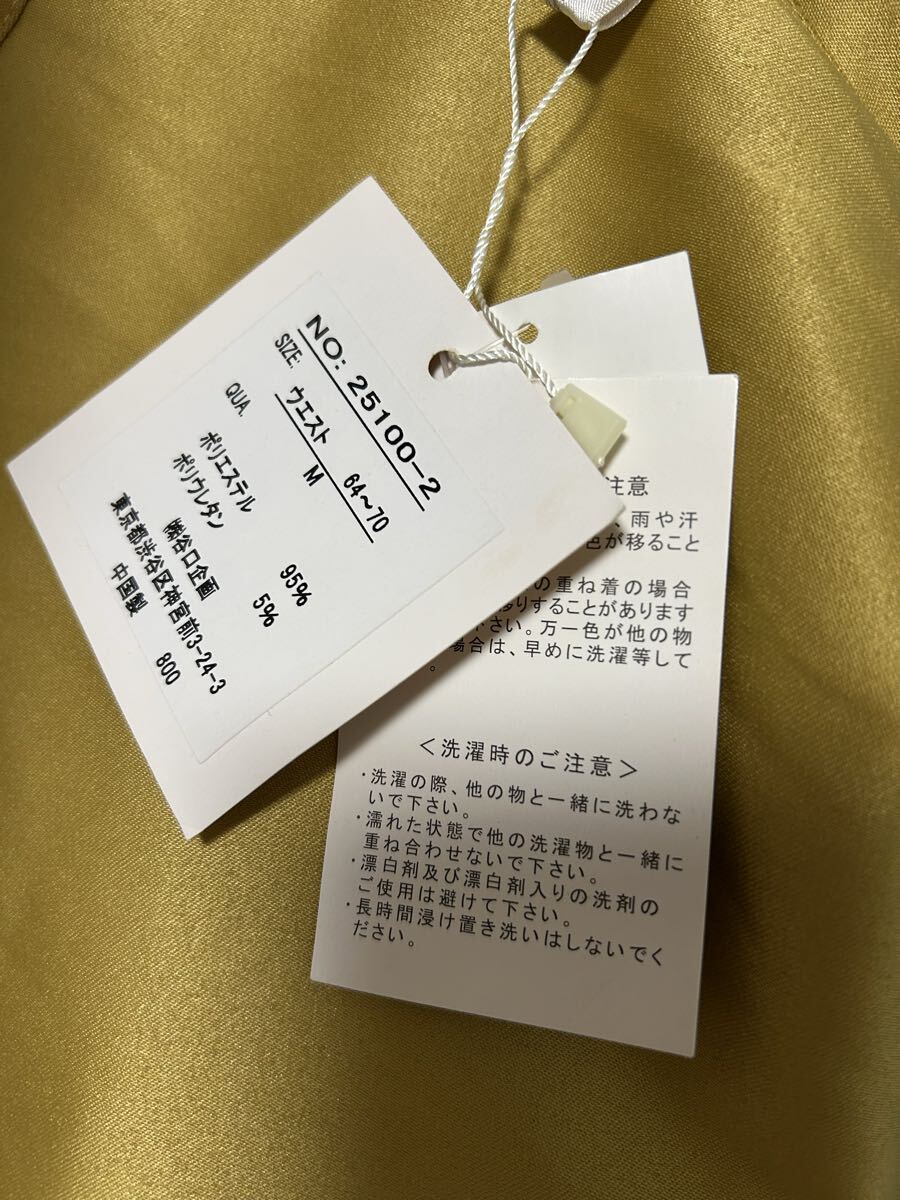 NO: 25100-2
SIZE: ウエスト 64~70
M
QUA. ポリエステル 95%
ポリウレタン 5%
㈱谷口企画
東京都渋谷区神宮前3-24-3
中国製 800
注意
、雨や汗
色が移ること
の重ね着の場合
移りすることがあります
下さい。万一色が他の物
場合は、早めに洗濯等して
。
＜洗濯時のご注意＞
・洗濯の際、他の物と一緒に洗わな
いで下さい。
・濡れた状態で他の洗濯物と一緒に
重ね合わせないで下さい。
・漂白剤及び漂白剤入りの洗剤の
ご使用は避けて下さい。
・長時間浸け置き洗いはしないでく
ださい。